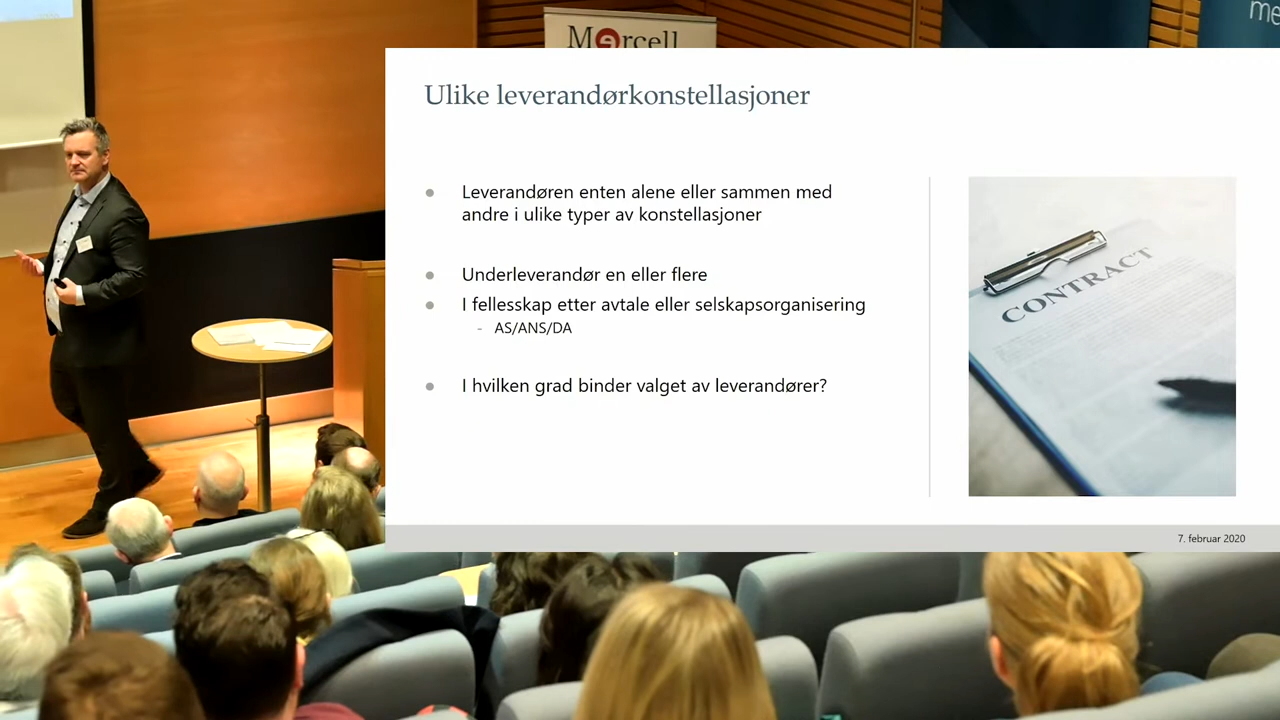 Mercell
me
Ulike leverandørkonstellasjoner
Leverandøren enten alene eller sammen med
andre i ulike typer av konstellasjoner
Underleverandør en eller flere
I fellesskap etter avtale eller selskapsorganisering
- AS/ANS/DA
I hvilken grad binder valget av leverandører?
CONTRACT
7. februar 2020